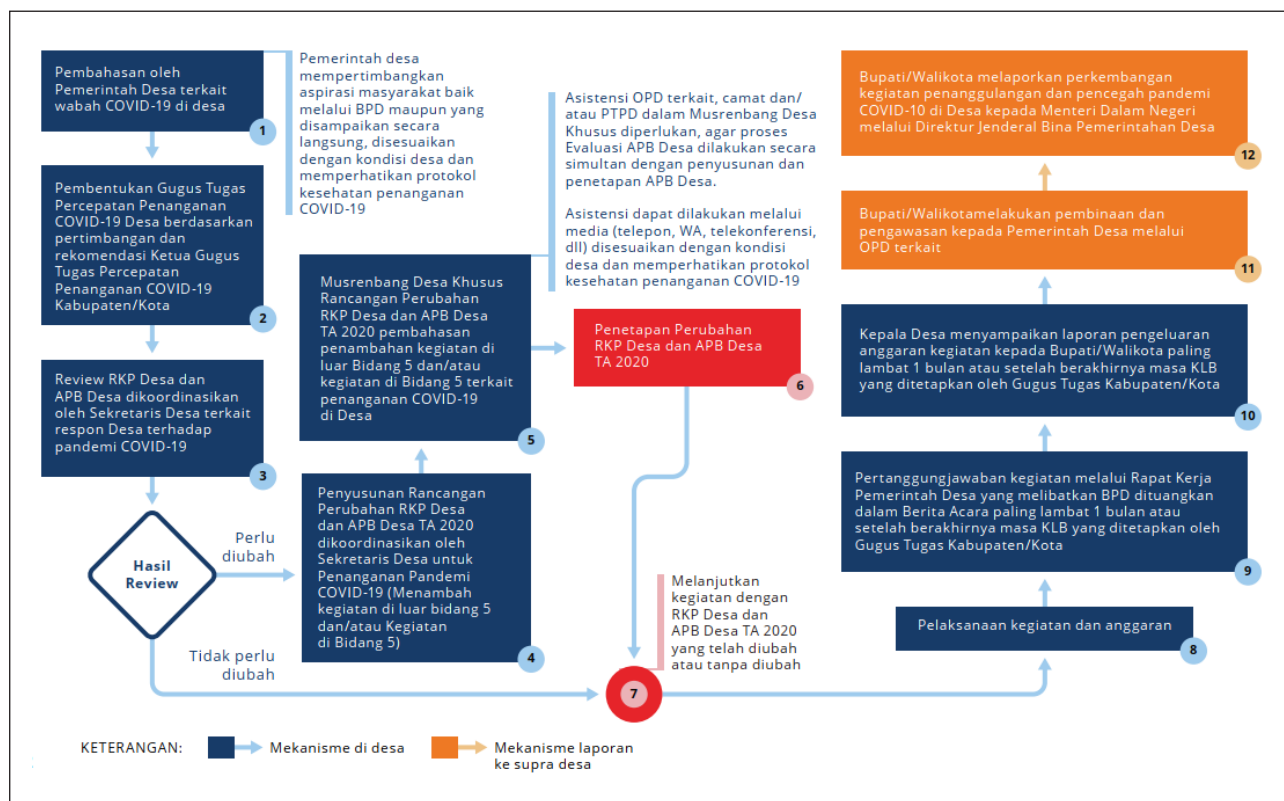 Pembahasan oleh
Pemerintah Desa terkait
wabah COVID-19 di desa
1
Pemerintah desa
mempertimbangkan
aspirasi masyarakat baik
melalui BPD maupun yang
disampaikan secara
langsung, disesuaikan
dengan kondisi desa dan
memperhatikan protokol
kesehatan penanganan
COVID-19
Pembentukan Gugus Tugas
Percepatan Penanganan
COVID-19 Desa berdasarkan
pertimbangan dan
rekomendasi Ketua Gugus
Tugas Percepatan
Penanganan COVID-19
Kabupaten/Kota
2
Review RKP Desa dan
APB Desa dikoordinasikan
oleh Sekretaris Desa terkait
respon Desa terhadap
pandemi COVID-19
3
Hasil
Review
Perlu
diubah
Tidak perlu
diubah
Penyusunan Rancangan
Perubahan RKP Desa
dan APB Desa TA 2020
dikoordinasikan oleh
Sekretaris Desa untuk
Penanganan Pandemi
COVID-19 (Menambah
kegiatan di luar bidang 5
dan/atau Kegiatan
di Bidang 5)
4
Musrenbang Desa Khusus
Rancangan Perubahan
RKP Desa dan APB Desa
TA 2020 pembahasan
penambahan kegiatan di
luar Bidang 5 dan/atau
kegiatan di Bidang 5 terkait
penanganan COVID-19
di Desa
5
Asistensi OPD terkait, camat dan/
atau PTPD dalam Musrenbang Desa
Khusus diperlukan, agar proses
Evaluasi APB Desa dilakukan secara
simultan dengan penyusunan dan
penetapan APB Desa.
Asistensi dapat dilakukan melalui
media (telepon, WA, telekonferensi,
dll) disesuaikan dengan kondisi
desa dan memperhatikan protokol
kesehatan penanganan COVID-19
Penetapan Perubahan
RKP Desa dan APB Desa
TA 2020
6
Melanjutkan
kegiatan dengan
RKP Desa dan
APB Desa TA 2020
yang telah diubah
atau tanpa diubah
7
Pelaksanaan kegiatan dan anggaran
8
Pertanggungjawaban kegiatan melalui Rapat Kerja
Pemerintah Desa yang melibatkan BPD dituangkan
dalam Berita Acara paling lambat 1 bulan atau
setelah berakhirnya masa KLB yang ditetapkan oleh
Gugus Tugas Kabupaten/Kota
9
Kepala Desa menyampaikan laporan pengeluaran
anggaran kegiatan kepada Bupati/Walikota paling
lambat 1 bulan atau setelah berakhirnya masa KLB
yang ditetapkan oleh Gugus Tugas Kabupaten/Kota
10
Bupati/Walikotamelakukan pembinaan dan
pengawasan kepada Pemerintah Desa melalui
OPD terkait
11
Bupati/Walikota melaporkan perkembangan
kegiatan penanggulangan dan pencegah pandemi
COVID-10 di Desa kepada Menteri Dalam Negeri
melalui Direktur Jenderal Bina Pemerintahan Desa
12
KETERANGAN:
Mekanisme di desa
Mekanisme laporan
ke supra desa